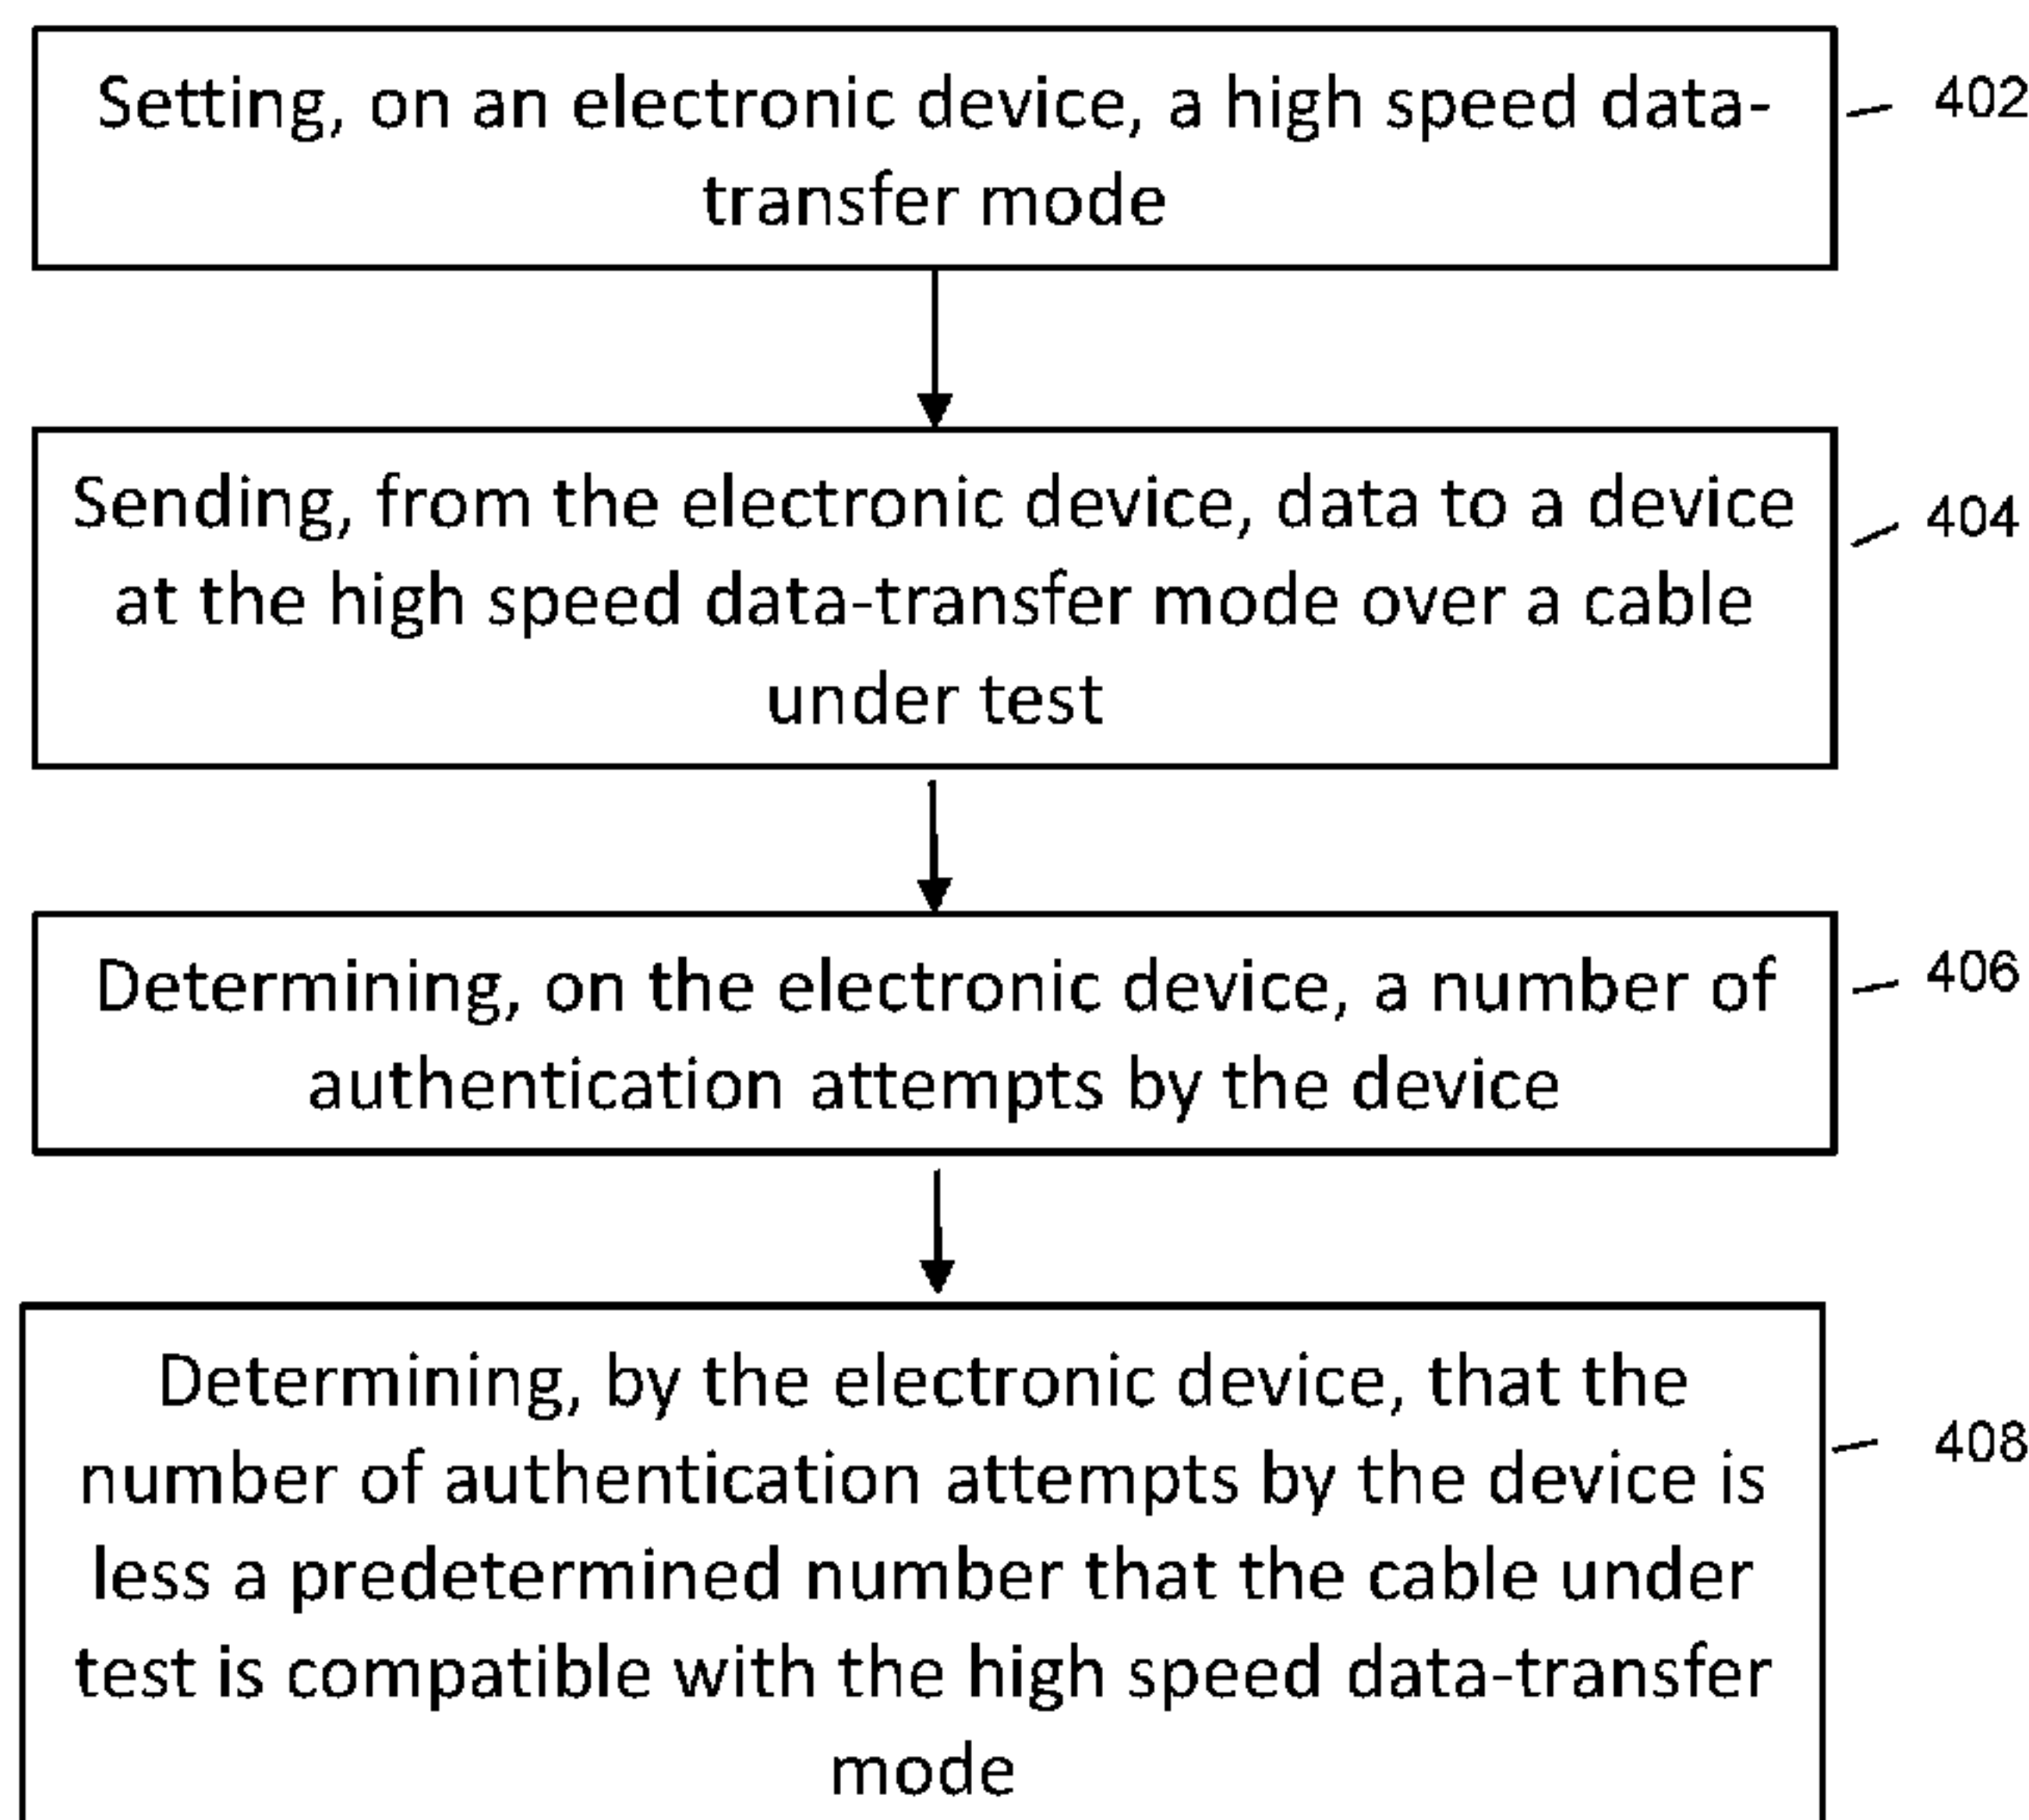 Setting, on an electronic device, a high speed data-
transfer mode
402
Sending, from the electronic device, data to a device
at the high speed data-transfer mode over a cable
under test
404
Determining, on the electronic device, a number of
authentication attempts by the device
406
Determining, by the electronic device, that the
number of authentication attempts by the device is
less a predetermined number that the cable under
test is compatible with the high speed data-transfer
mode
408